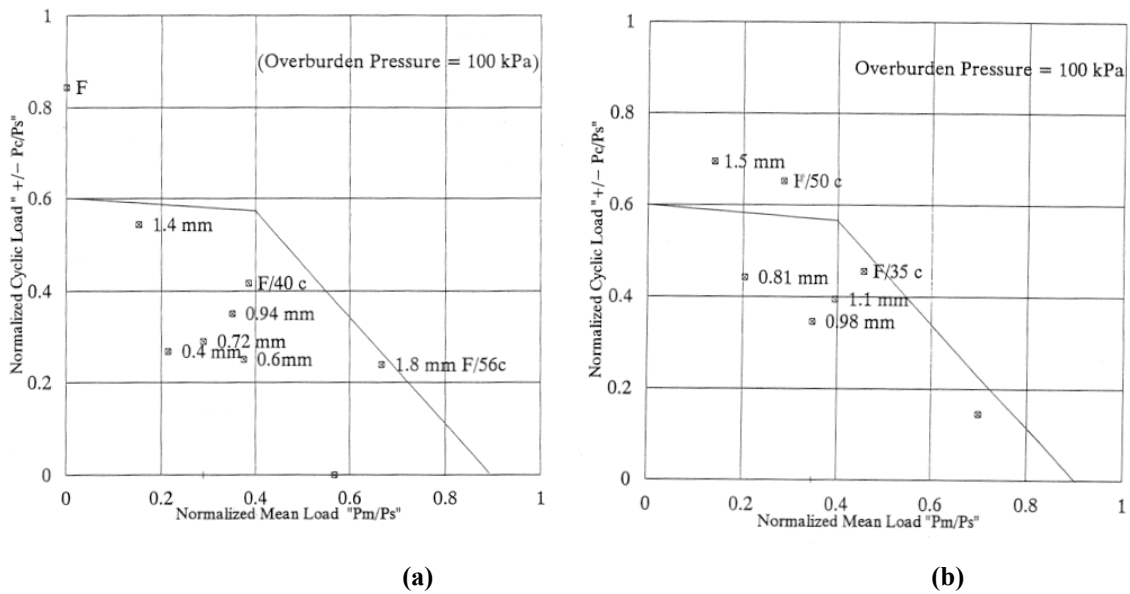 1
(Overburden Pressure = 100 kPa)
F
0.8
0.6
1.4 mm
F/40 c
0.4
0.94 mm
0.72 mm
0.4 mm
0.6mm
1.8 mm F/56c
0.2
0
0 0.2 0.4 0.6 0.8 1
Normalized Mean Load "Pm/Ps"
Normalized Cyclic Load " +/− Pc/Ps"
(a)
1
Overburden Pressure = 100 kPa
0.8
1.5 mm
F/50 c
0.6
0.81 mm
F/35 c
0.4
1.1 mm
0.98 mm
0.2
0
0 0.2 0.4 0.6 0.8 1
Normalized Mean Load "Pm/Ps"
Normalized Cyclic Load "+/− Pc/Ps"
(b)